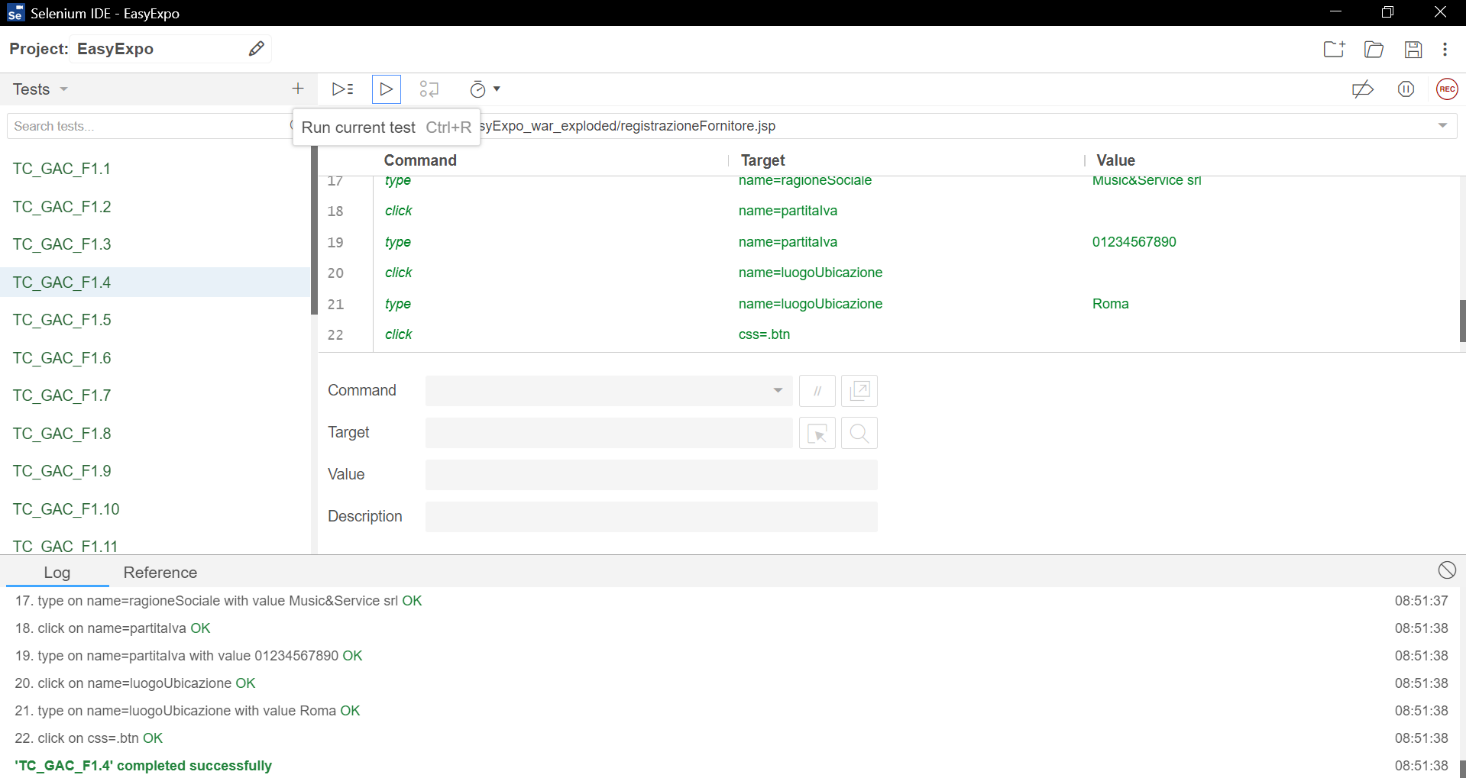 Se Selenium IDE - EasyExpo
Project: EasyExpo
Tests
Search tests...
Run current test Ctrl+R
syExpo_war_exploded/registrazioneFornitore.jsp
REC
Command Target Value
17 type name=ragioneSociale Music&Service srl
18 click name=partitaIva
19 type name=partitaIva 01234567890
20 click name=luogoUbicazione
21 type name=luogoUbicazione Roma
22 click css=.btn
TC_GAC_F1.1
TC_GAC_F1.2
TC_GAC_F1.3
TC_GAC_F1.4
TC_GAC_F1.5
TC_GAC_F1.6
TC_GAC_F1.7
TC_GAC_F1.8
TC_GAC_F1.9
TC_GAC_F1.10
TC_GAC_F1.11
Command //
Target
Value
Description
Log Reference
17. type on name=ragioneSociale with value Music&Service srl OK 08:51:37
18. click on name=partitaIva OK 08:51:38
19. type on name=partitaIva with value 01234567890 OK 08:51:38
20. click on name=luogoUbicazione OK 08:51:38
21. type on name=luogoUbicazione with value Roma OK 08:51:38
22. click on css=.btn OK 08:51:38
'TC_GAC_F1.4' completed successfully 08:51:38